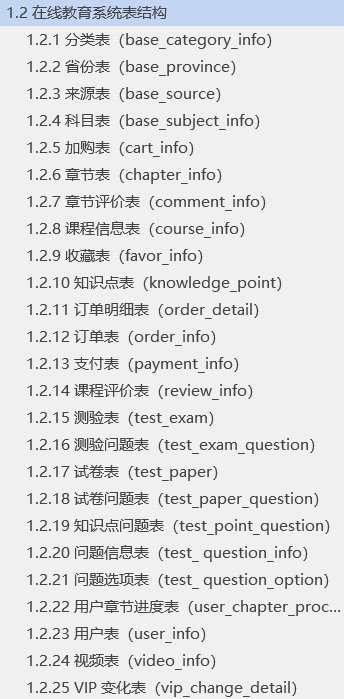 1.2 在线教育系统表结构
1.2.1 分类表（base_category_info）
1.2.2 省份表（base_province）
1.2.3 来源表（base_source）
1.2.4 科目表（base_subject_info）
1.2.5 加购表（cart_info）
1.2.6 章节表（chapter_info）
1.2.7 章节评价表（comment_info）
1.2.8 课程信息表（course_info）
1.2.9 收藏表（favor_info）
1.2.10 知识点表（knowledge_point）
1.2.11 订单明细表（order_detail）
1.2.12 订单表（order_info）
1.2.13 支付表（payment_info）
1.2.14 课程评价表（review_info）
1.2.15 测验表（test_exam）
1.2.16 测验问题表（test_exam_question）
1.2.17 试卷表（test_paper）
1.2.18 试卷问题表（test_paper_question）
1.2.19 知识点问题表（test_point_question）
1.2.20 问题信息表（test_ question_info）
1.2.21 问题选项表（test_ question_option）
1.2.22 用户章节进度表（user_chapter_proc...
1.2.23 用户表（user_info）
1.2.24 视频表（video_info）
1.2.25 VIP 变化表（vip_change_detail）